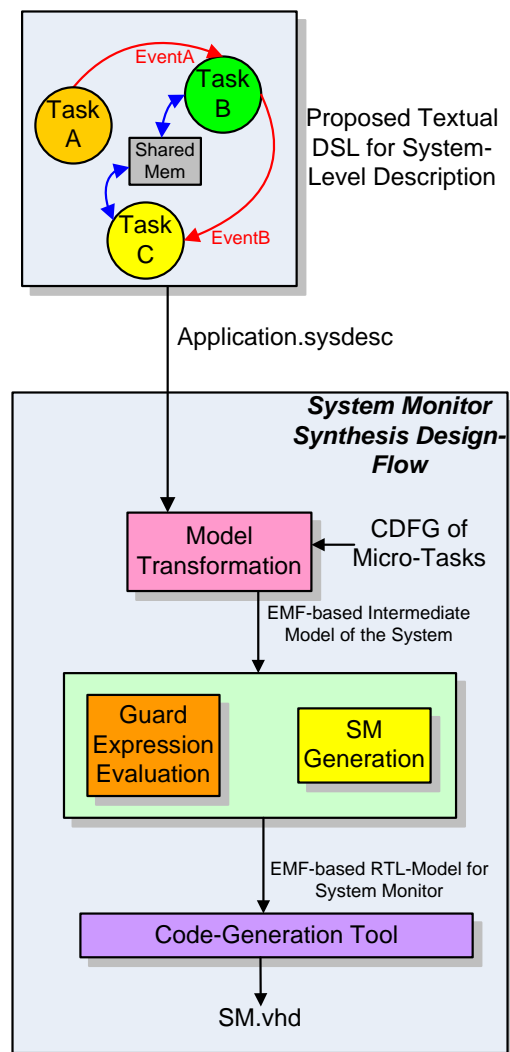 EventA
Task
B
Task
A
Shared
Mem
Task
C
EventB
Proposed Textual
DSL for System-
Level Description
Application.sysdesc
System Monitor
Synthesis Design-
Flow
Model
Transformation
CDFG of
Micro-Tasks
EMF-based Intermediate
Model of the System
Guard
Expression
Evaluation
SM
Generation
EMF-based RTL-Model for
System Monitor
Code-Generation Tool
SM.vhd